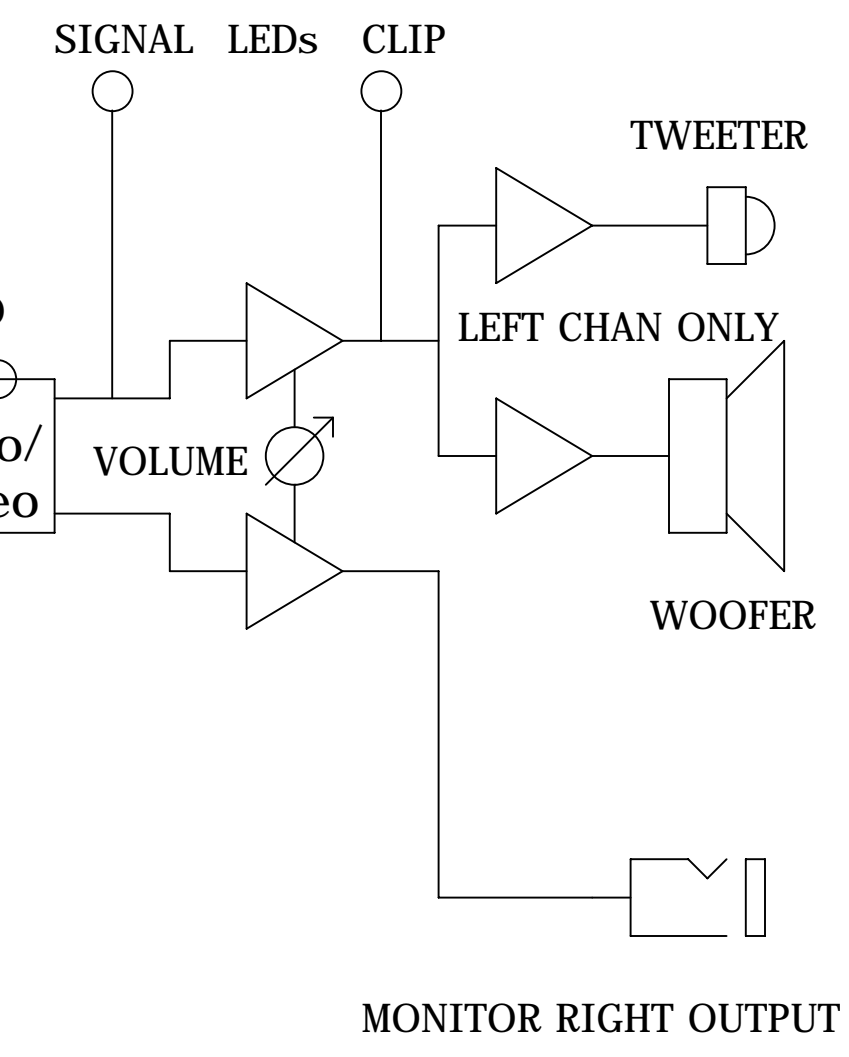 SIGNAL LEDs CLIP
TWEETER
LEFT CHAN ONLY
VOLUME
WOOFER
MONITOR RIGHT OUTPUT